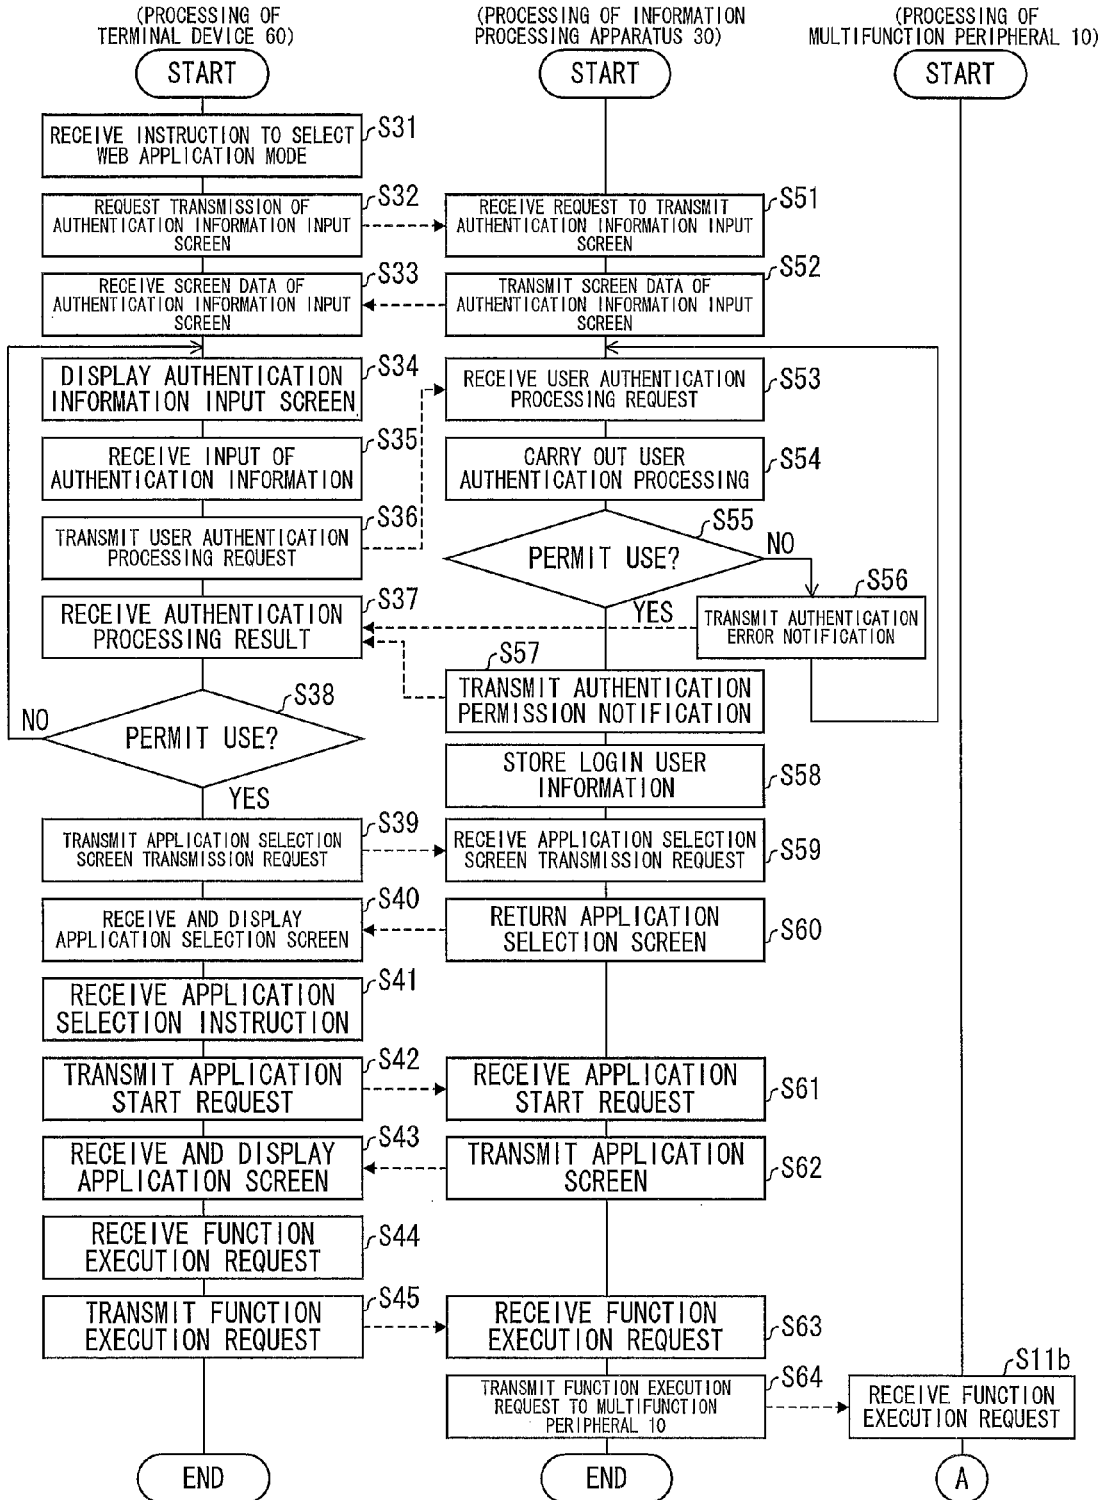 (PROCESSING OF
TERMINAL DEVICE 60)
(PROCESSING OF INFORMATION
PROCESSING APPARATUS 30)
(PROCESSING OF
MULTIFUNCTION PERIPHERAL 10)
START
START
START
RECEIVE INSTRUCTION TO SELECT
WEB APPLICATION MODE
S31
REQUEST TRANSMISSION OF
AUTHENTICATION INFORMATION INPUT
SCREEN
S32
RECEIVE REQUEST TO TRANSMIT
AUTHENTICATION INFORMATION INPUT
SCREEN
S51
RECEIVE SCREEN DATA OF
AUTHENTICATION INFORMATION INPUT
SCREEN
S33
TRANSMIT SCREEN DATA OF
AUTHENTICATION INFORMATION INPUT
SCREEN
S52
DISPLAY AUTHENTICATION
INFORMATION INPUT SCREEN
S34
RECEIVE USER AUTHENTICATION
PROCESSING REQUEST
S53
RECEIVE INPUT OF
AUTHENTICATION INFORMATION
S35
CARRY OUT USER
AUTHENTICATION PROCESSING
S54
TRANSMIT USER AUTHENTICATION
PROCESSING REQUEST
S36
PERMIT USE?
S55
NO
YES
RECEIVE AUTHENTICATION
PROCESSING RESULT
S37
TRANSMIT AUTHENTICATION
ERROR NOTIFICATION
S56
TRANSMIT AUTHENTICATION
PERMISSION NOTIFICATION
S57
PERMIT USE?
S38
NO
YES
STORE LOGIN USER
INFORMATION
S58
TRANSMIT APPLICATION SELECTION
SCREEN TRANSMISSION REQUEST
S39
RECEIVE APPLICATION SELECTION
SCREEN TRANSMISSION REQUEST
S59
RECEIVE AND DISPLAY
APPLICATION SELECTION SCREEN
S40
RETURN APPLICATION
SELECTION SCREEN
S60
RECEIVE APPLICATION
SELECTION INSTRUCTION
S41
TRANSMIT APPLICATION
START REQUEST
S42
RECEIVE APPLICATION
START REQUEST
S61
RECEIVE AND DISPLAY
APPLICATION SCREEN
S43
TRANSMIT APPLICATION
SCREEN
S62
RECEIVE FUNCTION
EXECUTION REQUEST
S44
TRANSMIT FUNCTION
EXECUTION REQUEST
S45
RECEIVE FUNCTION
EXECUTION REQUEST
S63
TRANSMIT FUNCTION EXECUTION
REQUEST TO MULTIFUNCTION
PERIPHERAL 10
S64
RECEIVE FUNCTION
EXECUTION REQUEST
S11b
END
END
A